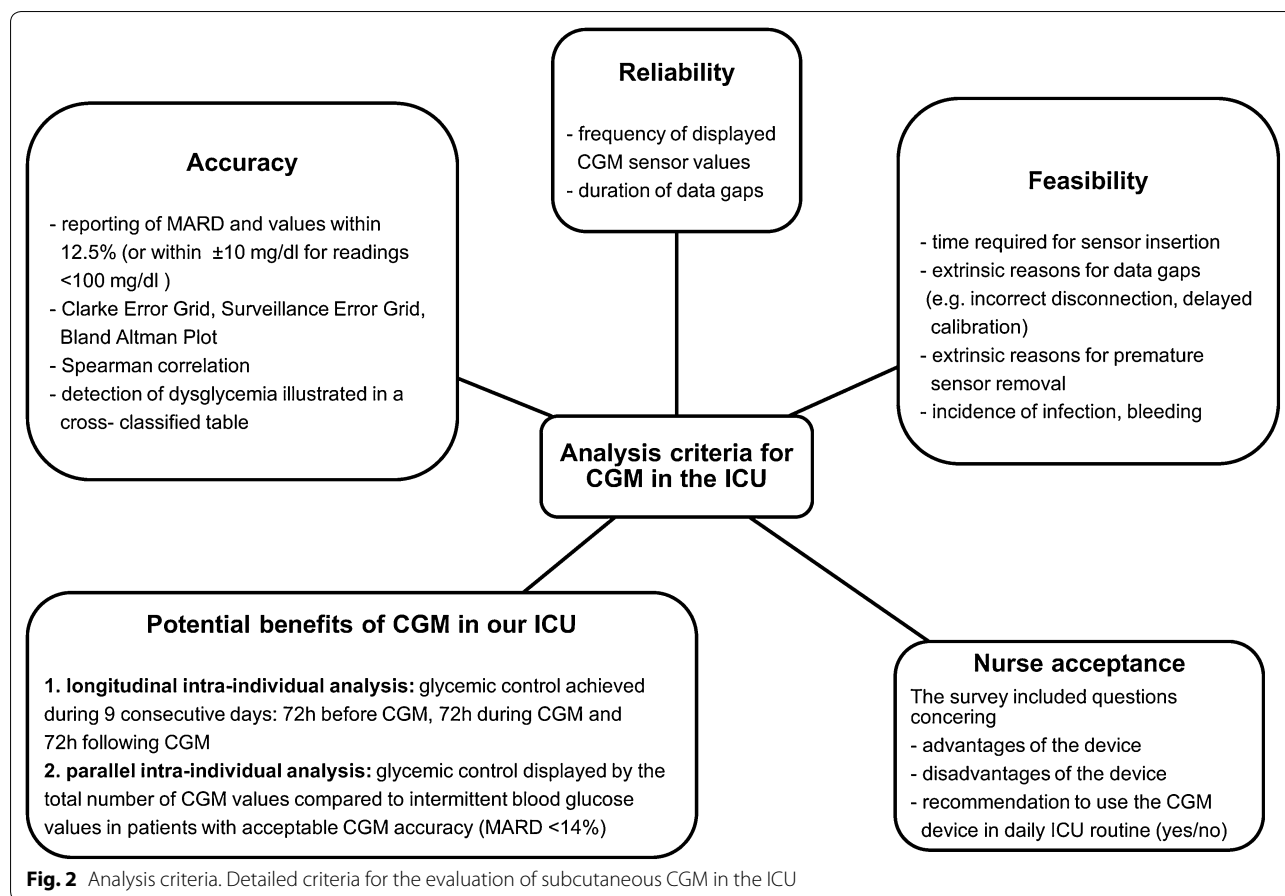 Reliability
- frequency of displayed
CGM sensor values
- duration of data gaps
Accuracy
- reporting of MARD and values within
12.5% (or within ±10 mg/dl for readings
<100 mg/dl )
- Clarke Error Grid, Surveillance Error Grid,
Bland Altman Plot
- Spearman correlation
- detection of dysglycemia illustrated in a
cross- classified table
Feasibility
- time required for sensor insertion
- extrinsic reasons for data gaps
(e.g. incorrect disconnection, delayed
calibration)
- extrinsic reasons for premature
sensor removal
- incidence of infection, bleeding
Analysis criteria for
CGM in the ICU
Potential benefits of CGM in our ICU
1. longitudinal intra-individual analysis: glycemic control achieved
during 9 consecutive days: 72h before CGM, 72h during CGM and
72h following CGM
2. parallel intra-individual analysis: glycemic control displayed by the
total number of CGM values compared to intermittent blood glucose
values in patients with acceptable CGM accuracy (MARD <14%)
Nurse acceptance
The survey included questions
concering
- advantages of the device
- disadvantages of the device
- recommendation to use the CGM
device in daily ICU routine (yes/no)
Fig. 2 Analysis criteria. Detailed criteria for the evaluation of subcutaneous CGM in the ICU